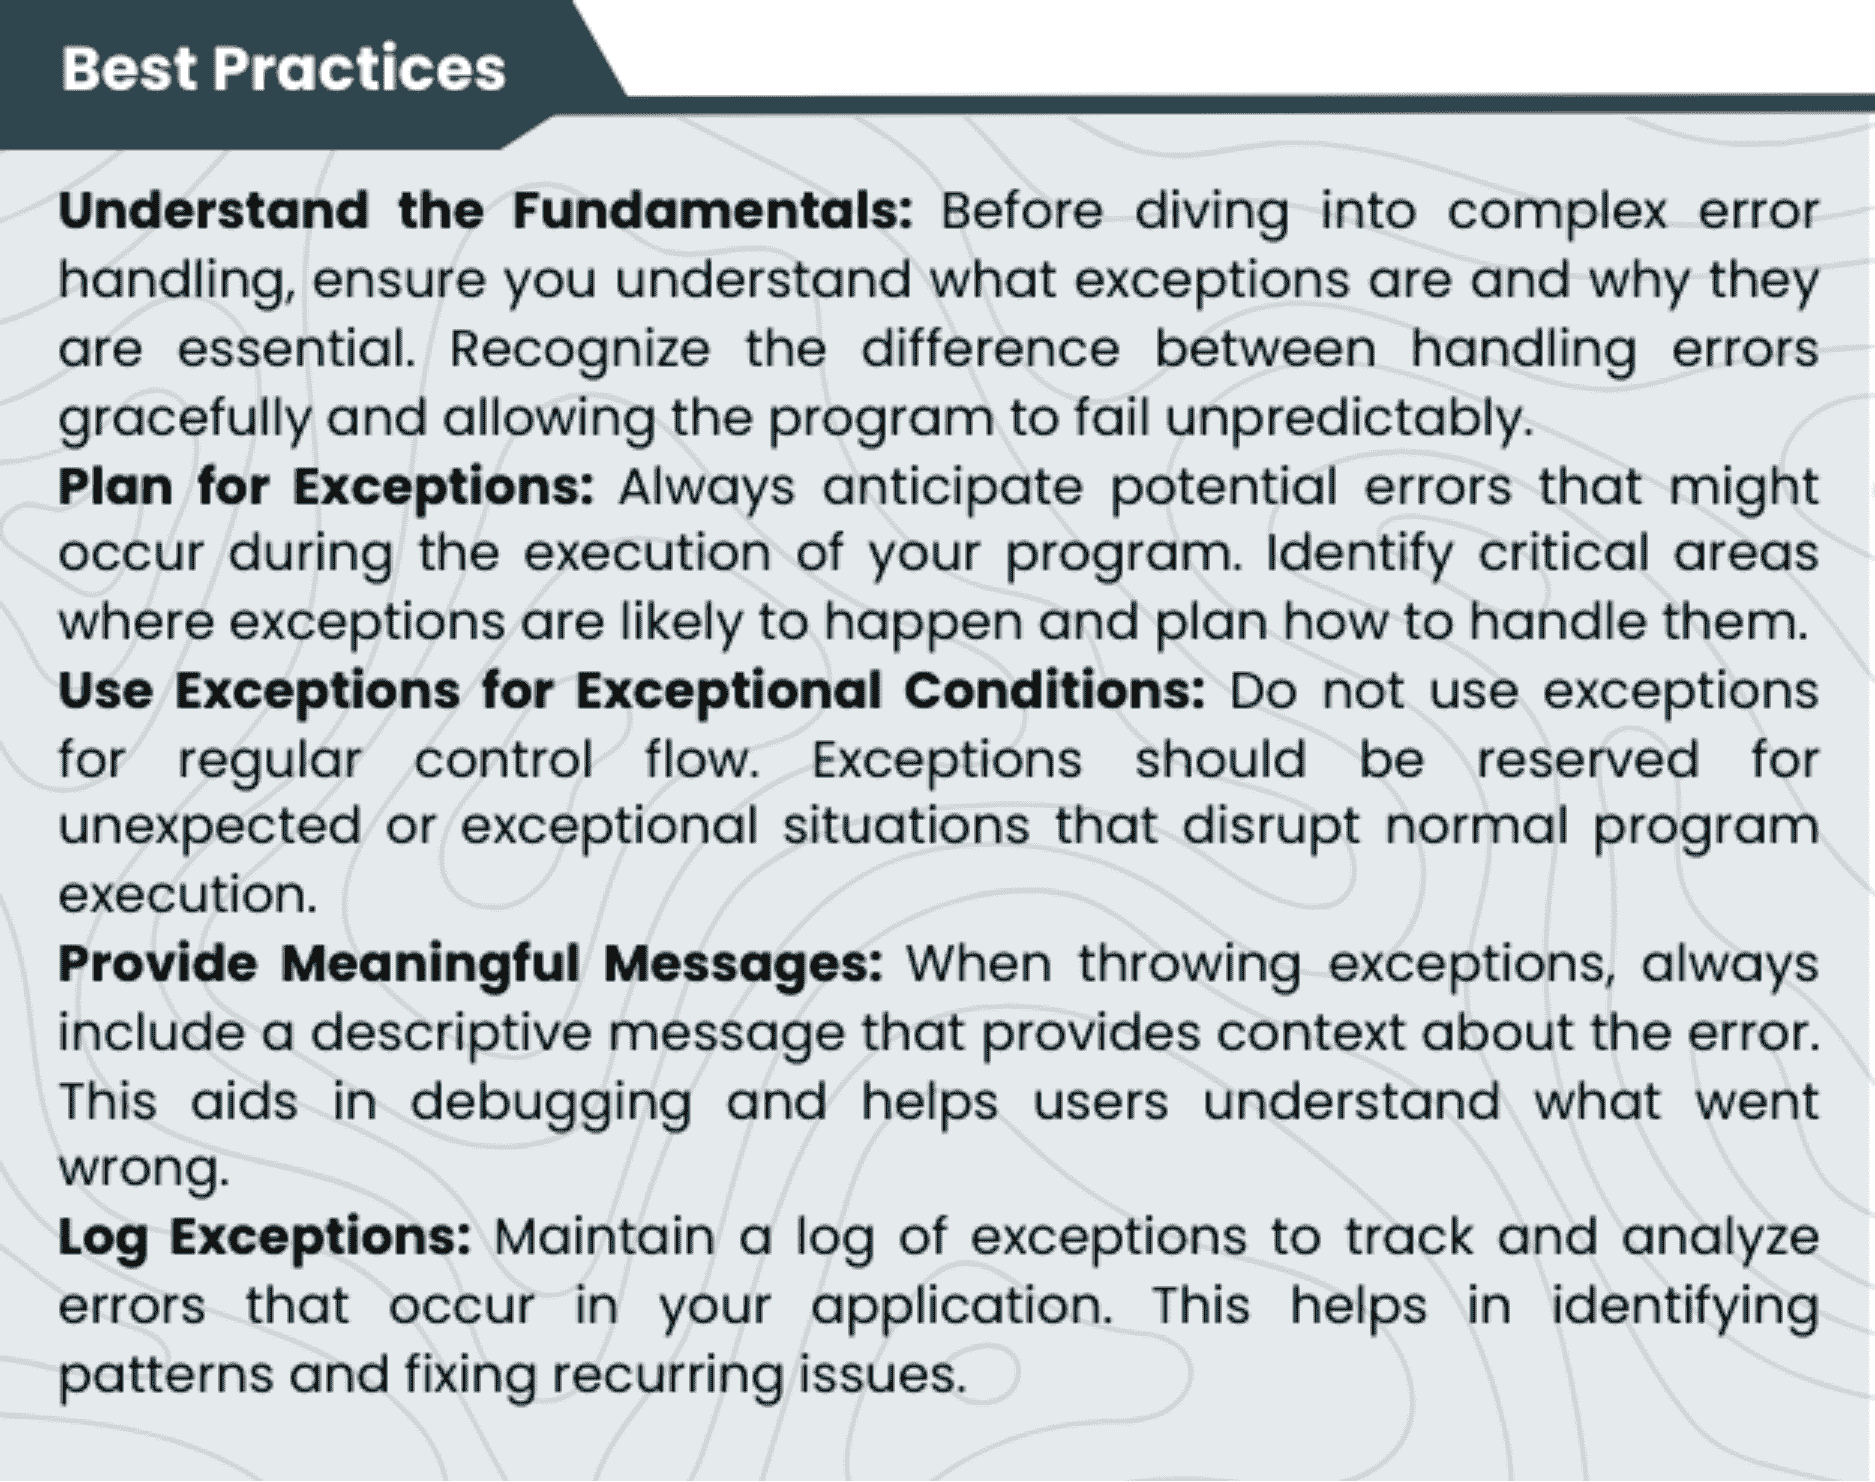 Best Practices
Understand the Fundamentals: Before diving into complex error
handling, ensure you understand what exceptions are and why they
are essential. Recognize the difference between handling errors
gracefully and allowing the program to fail unpredictably.
Plan for Exceptions: Always anticipate potential errors that might
occur during the execution of your program. Identify critical areas
where exceptions are likely to happen and plan how to handle them.
Use Exceptions for Exceptional Conditions: Do not use exceptions
for regular control flow. Exceptions should be reserved for
unexpected or exceptional situations that disrupt normal program
execution.
Provide Meaningful Messages: When throwing exceptions, always
include a descriptive message that provides context about the error.
This aids in debugging and helps users understand what went
wrong.
Log Exceptions: Maintain a log of exceptions to track and analyze
errors that occur in your application. This helps in identifying
patterns and fixing recurring issues.